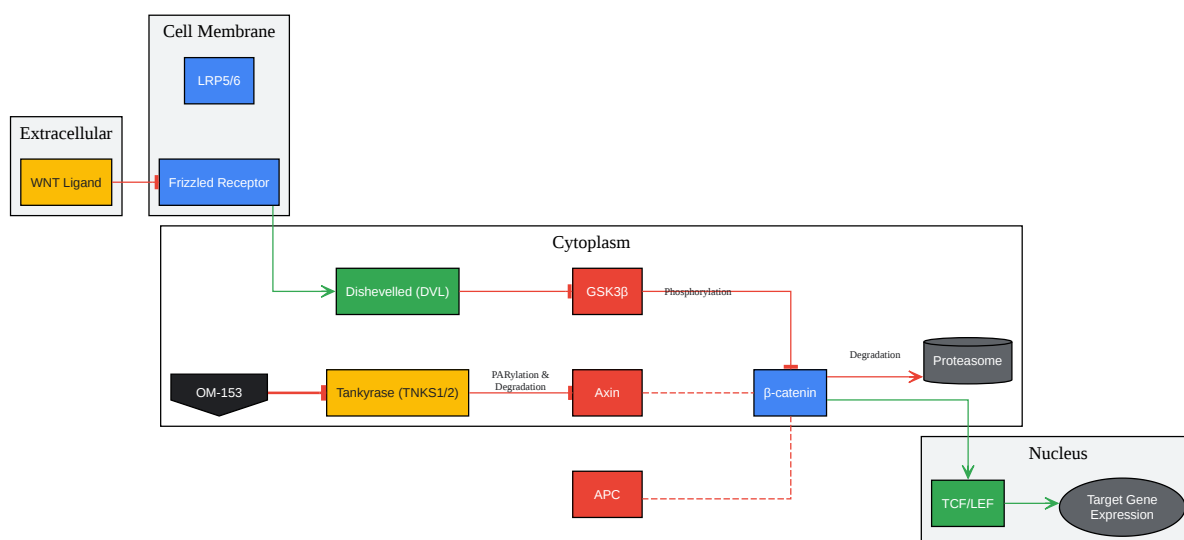 Cell Membrane
LRP5/6
Extracellular
WNT Ligand
Frizzled Receptor
Cytoplasm
Dishevelled (DVL)
GSK3β
Phosphorylation
Degradation
Proteasome
OM-153
Tankyrase (TNKS1/2)
PARylation &
Degradation
Axin
β-catenin
Nucleus
APC
TCF/LEF
Target Gene
Expression